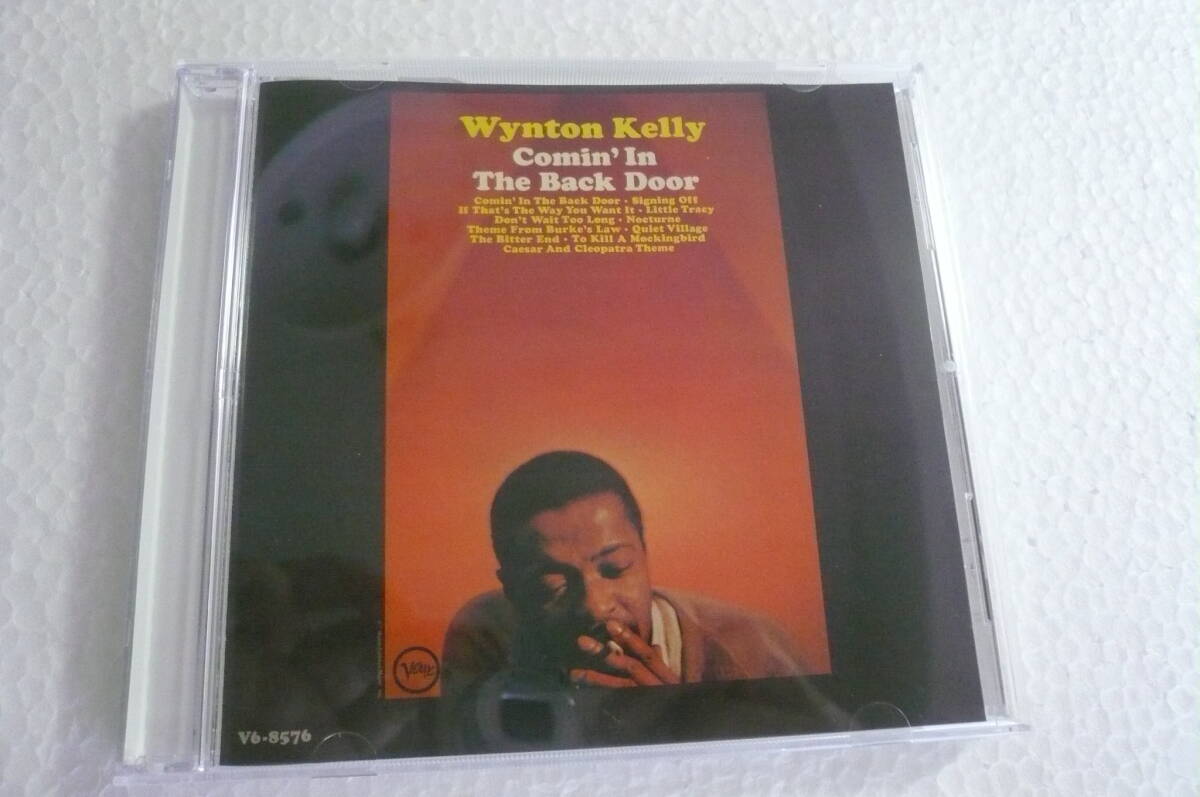 Wynton Kelly
Comin' In
The Back Door
Comin' In The Back Door · Signing Off
If That's The Way You Want It · Little Tracy
Don't Wait Too Long · Nocturne
Theme From Burke's Law · Quiet Village
The Bitter End · To Kill A Mockingbird
Caesar And Cleopatra Theme
Verve
V6-8576